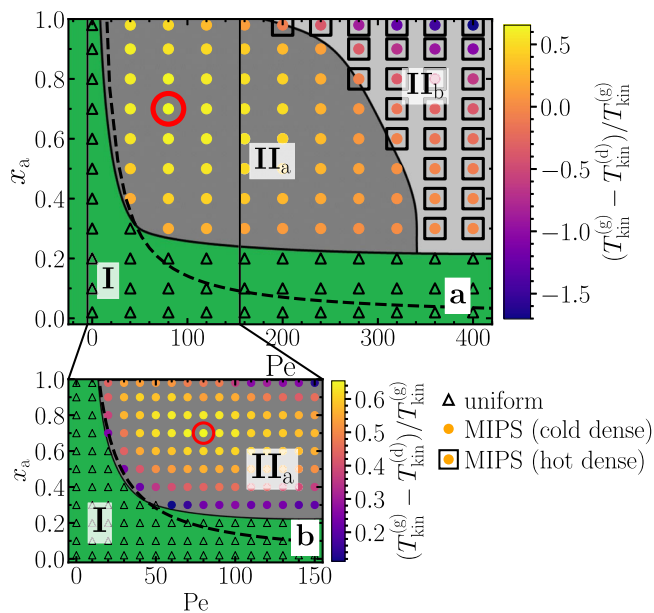 1.0
0.8
0.6
0.4
0.2
0.0
x_a
0
100
200
300
400
Pe
I
II_a
II_b
a
0.5
0.0
−0.5
−1.0
−1.5
(T_kin^(g) − T_kin^(d))/T_kin^(g)
1.0
0.8
0.6
0.4
0.2
0.0
x_a
0
50
100
150
Pe
I
II_a
b
0.6
0.5
0.4
0.3
0.2
(T_kin^(g) − T_kin^(d))/T_kin^(g)
uniform
MIPS (cold dense)
MIPS (hot dense)